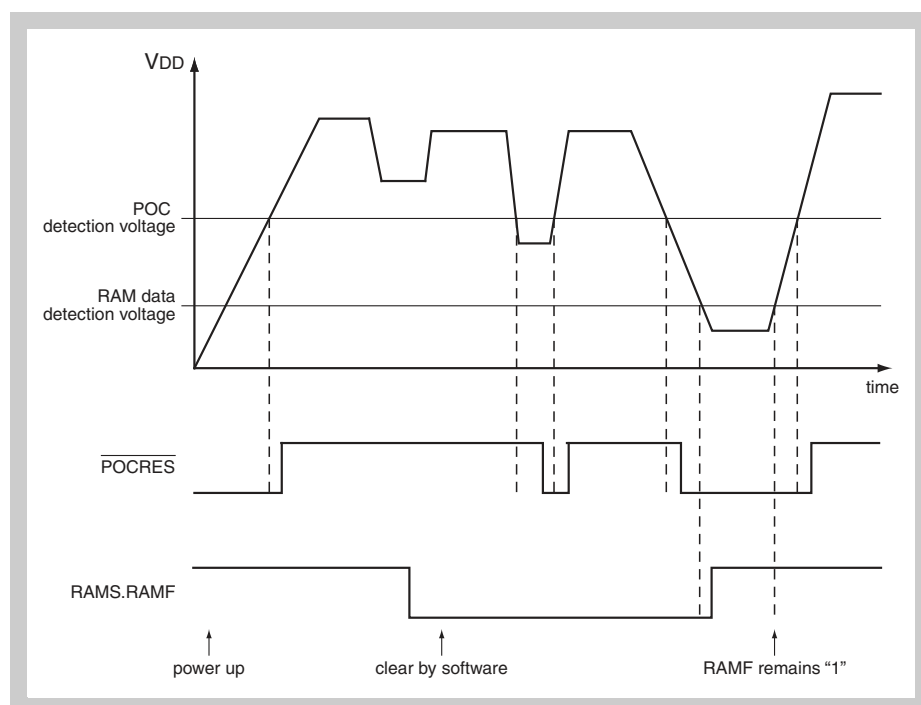 VDD
POC
detection voltage
RAM data
detection voltage
time
POCRES
RAMS.RAMF
power up
clear by software
RAMF remains “1”